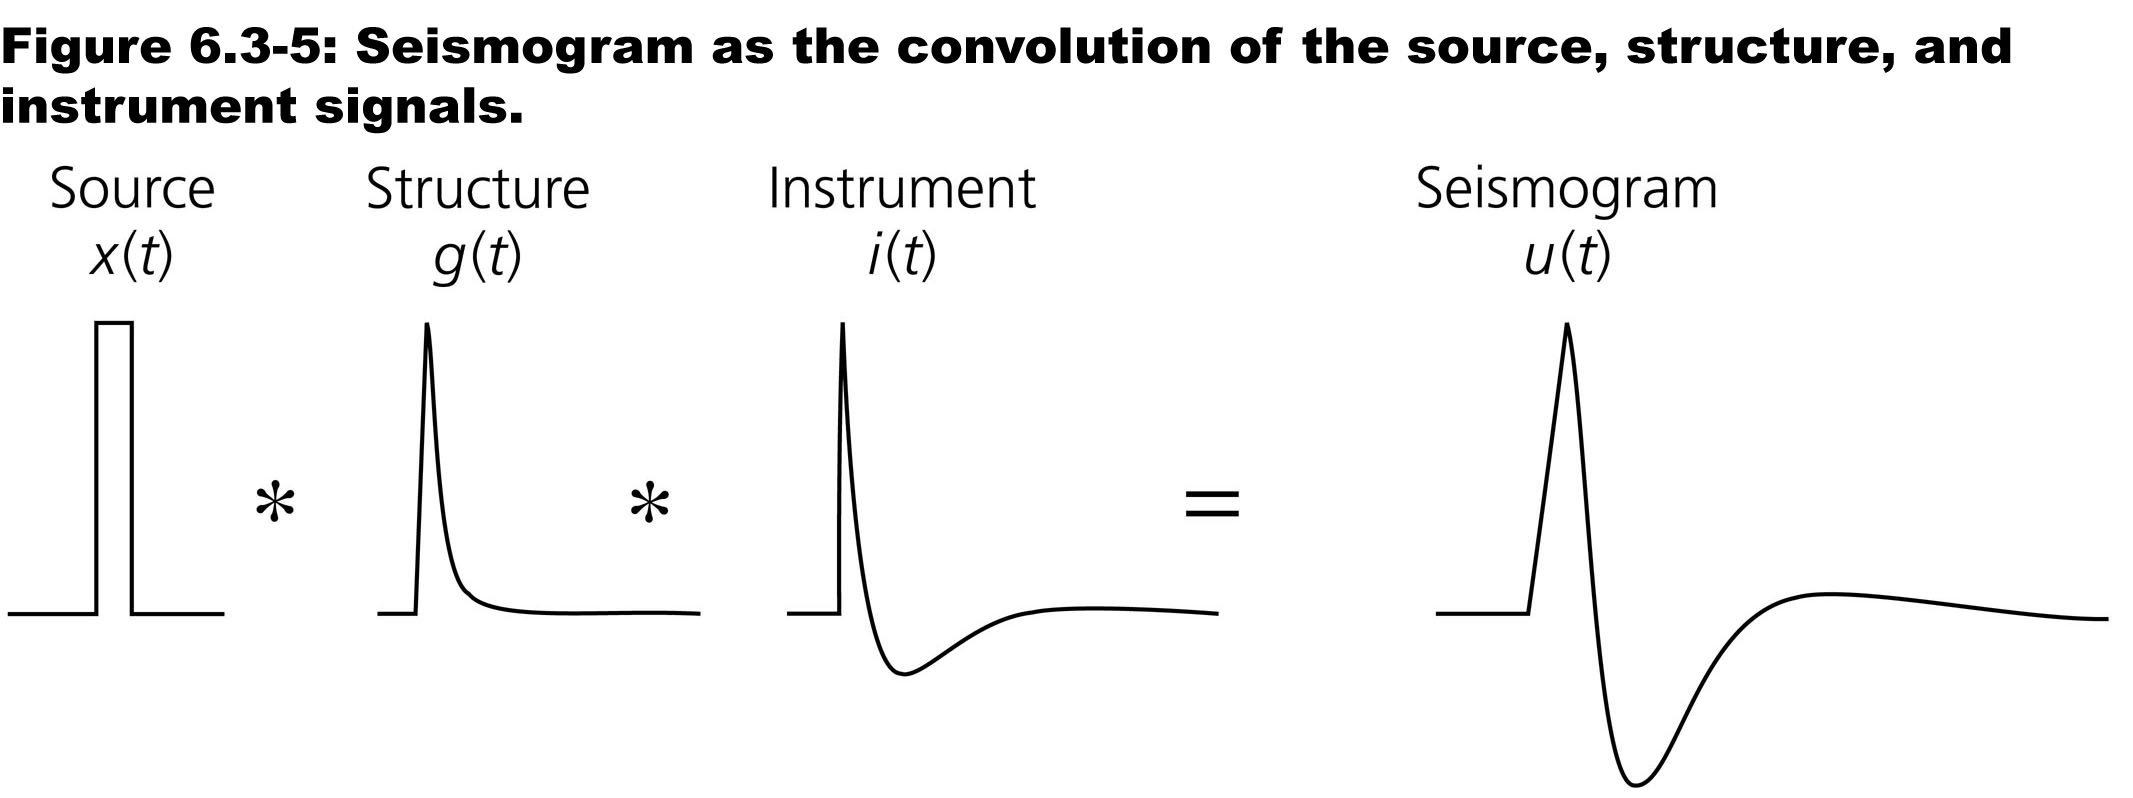 Figure 6.3-5: Seismogram as the convolution of the source, structure, and
instrument signals.
Source Structure Instrument Seismogram
x(t) g(t) i(t) u(t)
* * =